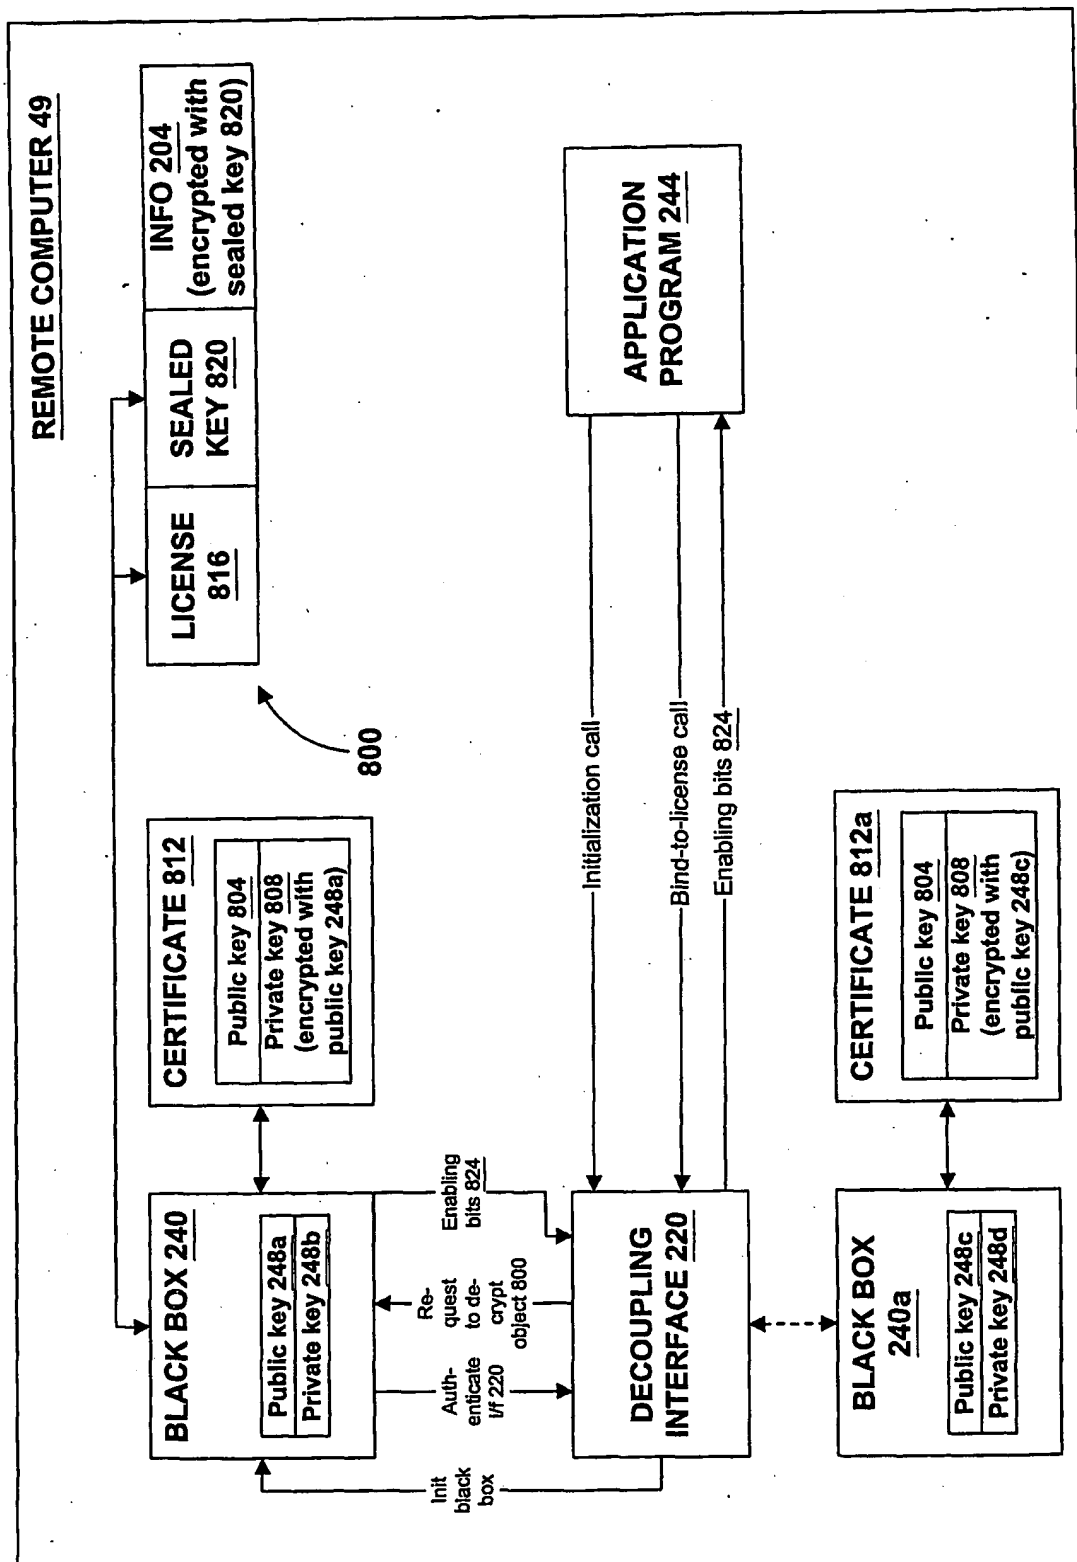 REMOTE COMPUTER 49
BLACK BOX 240
Public key 248a
Private key 248b
CERTIFICATE 812
Public key 804
Private key 808
(encrypted with
public key 248a)
LICENSE
816
SEALED
KEY 820
INFO 204
(encrypted with
sealed key 820)
800
Init
black
box
Auth-
enticate
I/f 220
Re-
quest
to de-
crypt
object 800
Enabling
bits 824
DECOUPLING
INTERFACE 220
Initialization call
Bind-to-license call
Enabling bits 824
APPLICATION
PROGRAM 244
BLACK BOX
240a
Public key 248c
Private key 248d
CERTIFICATE 812a
Public key 804
Private key 808
(encrypted with
public key 248c)